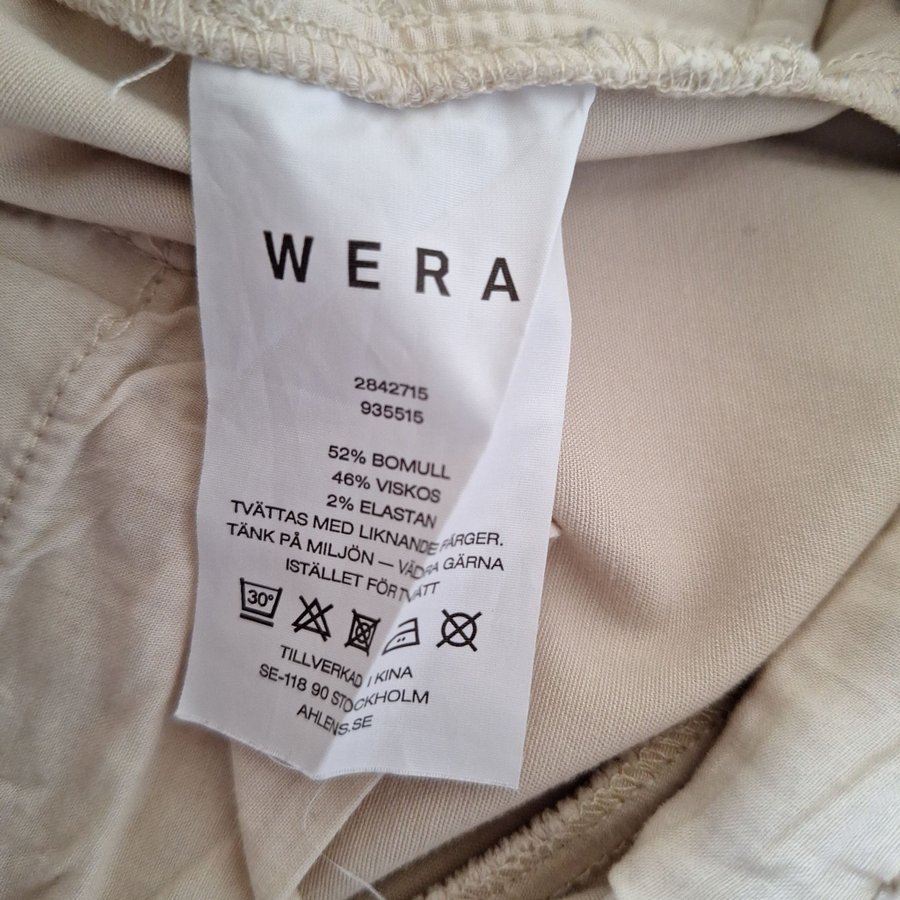 WERA
2842715
935515
52% BOMULL
46% VISKOS
2% ELASTAN
TVÄTTAS MED LIKNANDE FÄRGER.
TÄNK PÅ MILJÖN — VÄDRA GÄRNA
ISTÄLLET FÖR TVÄTT
30°
TILLVERKAD I KINA
SE-118 90 STOCKHOLM
AHLENS.SE